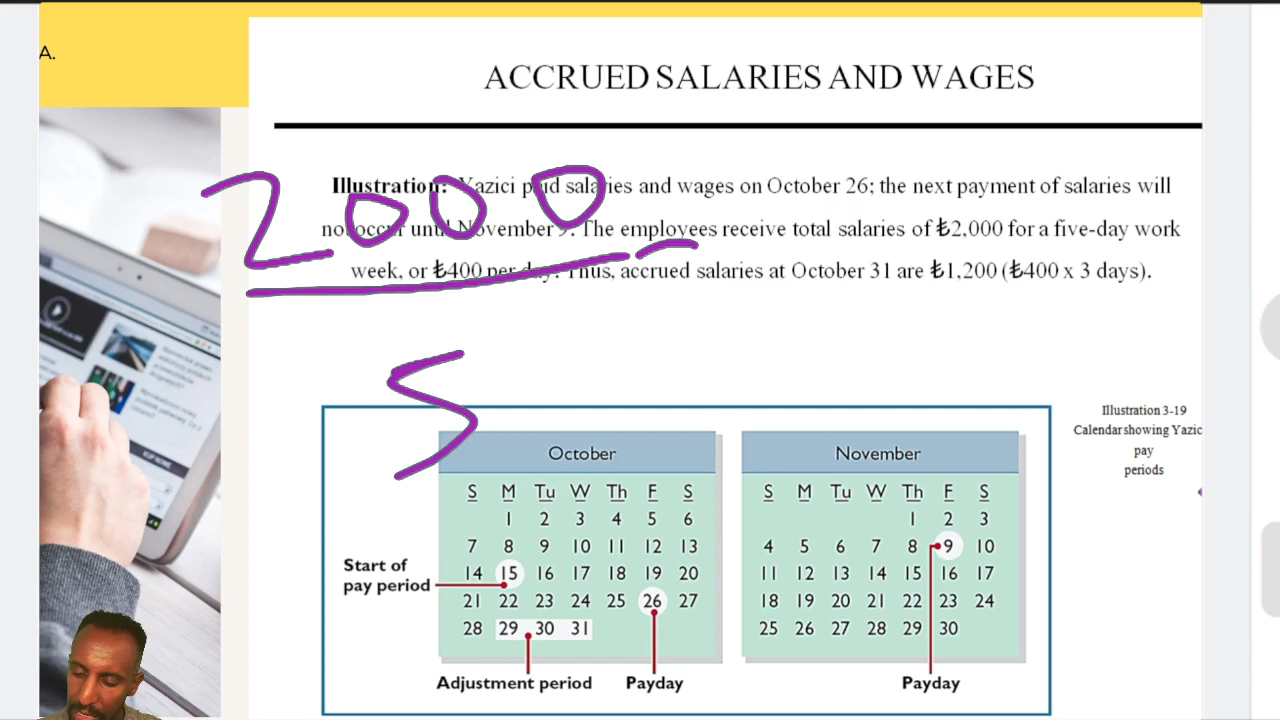 A.
ACCRUED SALARIES AND WAGES
Illustration: Yazici paid salaries and wages on October 26; the next payment of salaries will
not occur until November 9. The employees receive total salaries of ₺2,000 for a five-day work
week, or ₺400 per day. Thus, accrued salaries at October 31 are ₺1,200 (₺400 x 3 days).
2000
5
Illustration 3-19
Calendar showing Yazic
pay
periods
October
S M Tu W Th F S
1 2 3 4 5 6
7 8 9 10 11 12 13
14 15 16 17 18 19 20
21 22 23 24 25 26 27
28 29 30 31
November
S M Tu W Th F S
1 2 3
4 5 6 7 8 9 10
11 12 13 14 15 16 17
18 19 20 21 22 23 24
25 26 27 28 29 30
Start of
pay period
Adjustment period
Payday
Payday